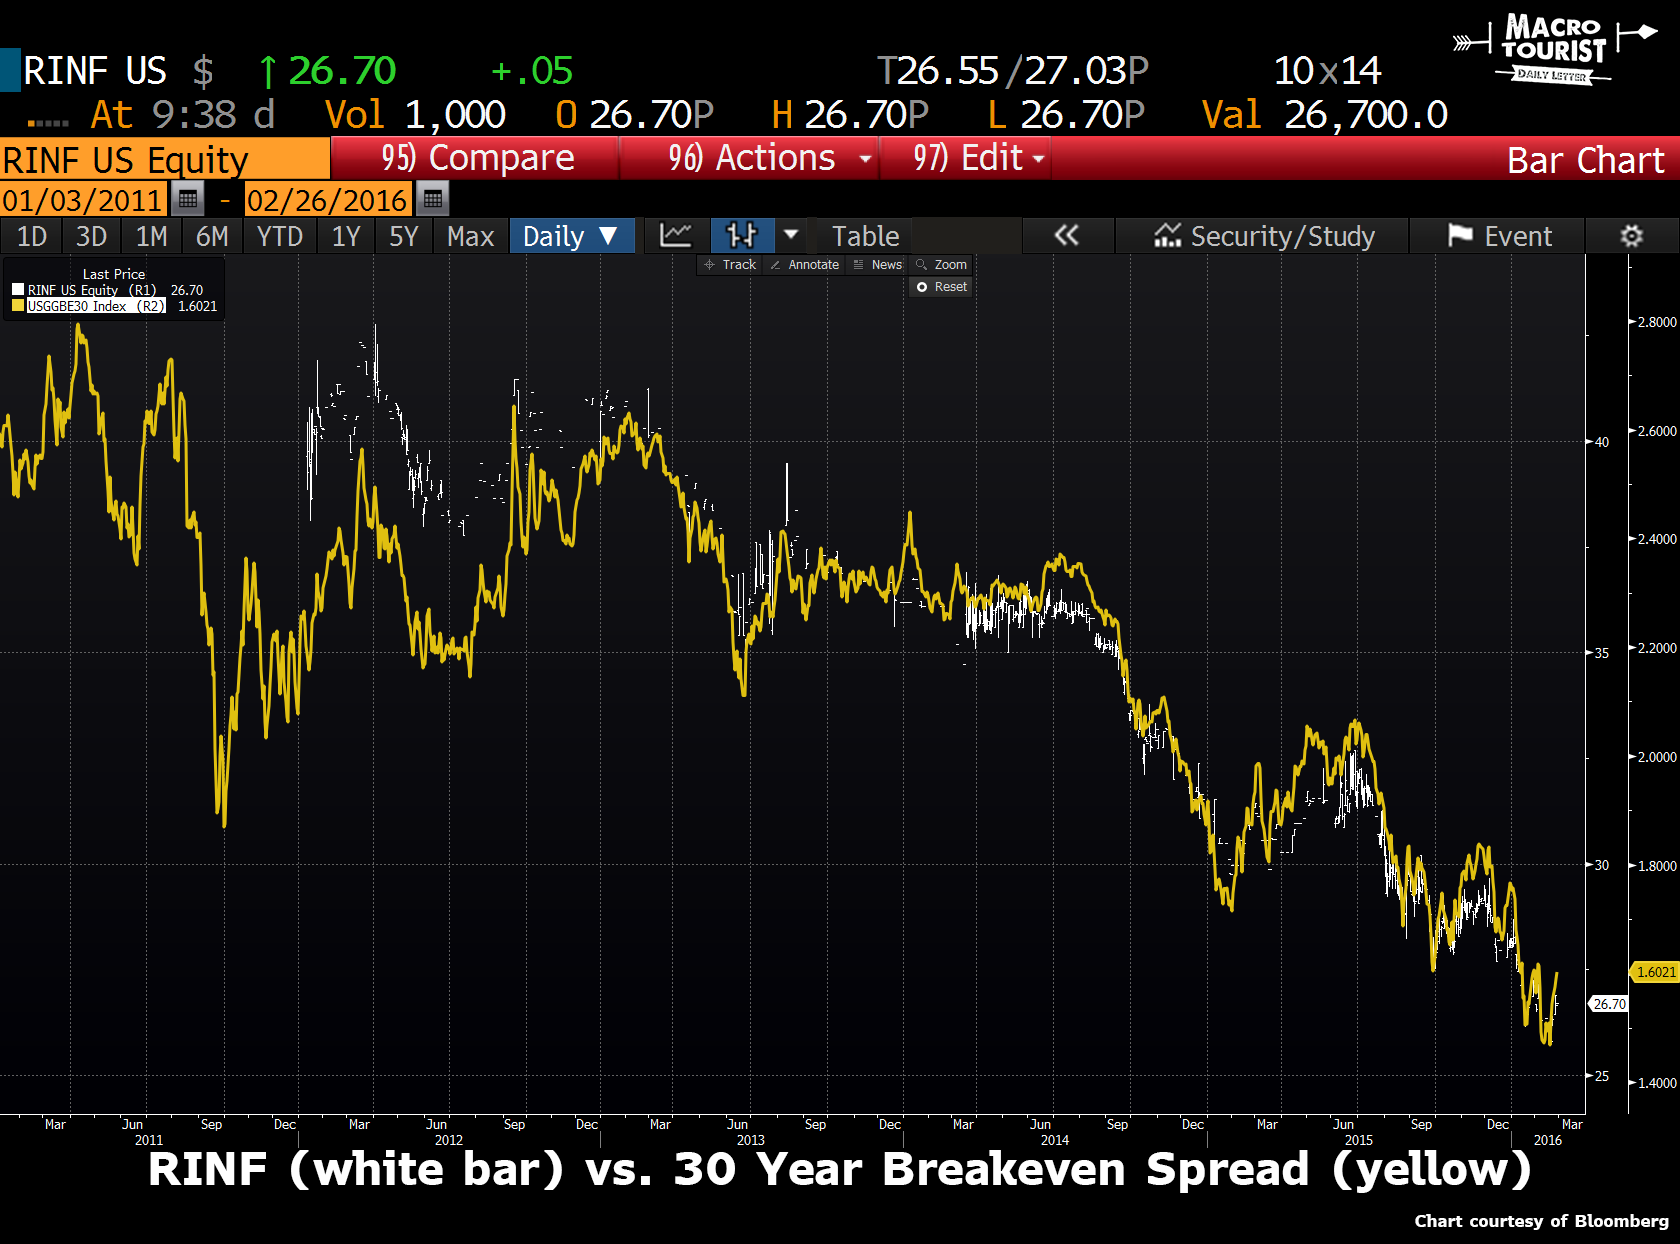 MACRO
TOURIST
DAILY LETTER
RINF US $ ↑ 26.70 +.05 T26.55/27.03P 10x14
At 9:38 d Vol 1,000 O 26.70P H 26.70P L 26.70P Val 26,700.0
RINF US Equity 95) Compare 96) Actions 97) Edit Bar Chart
01/03/2011 - 02/26/2016
1D 3D 1M 6M YTD 1Y 5Y Max Daily ▼ Table « Security/Study Event
Track Annotate News Zoom
Reset
Last Price
RINF US Equity (R1) 26.70
USGGBE30 Index (R2) 1.6021
2.8000
2.6000
40
2.4000
2.2000
35
2.0000
30
1.8000
1.6021
26.70
25
1.4000
Mar Jun Sep Dec Mar Jun Sep Dec Mar Jun Sep Dec Mar Jun Sep Dec Mar Jun Sep Dec Mar
2011 2012 2013 2014 2015 2016
RINF (white bar) vs. 30 Year Breakeven Spread (yellow)
Chart courtesy of Bloomberg